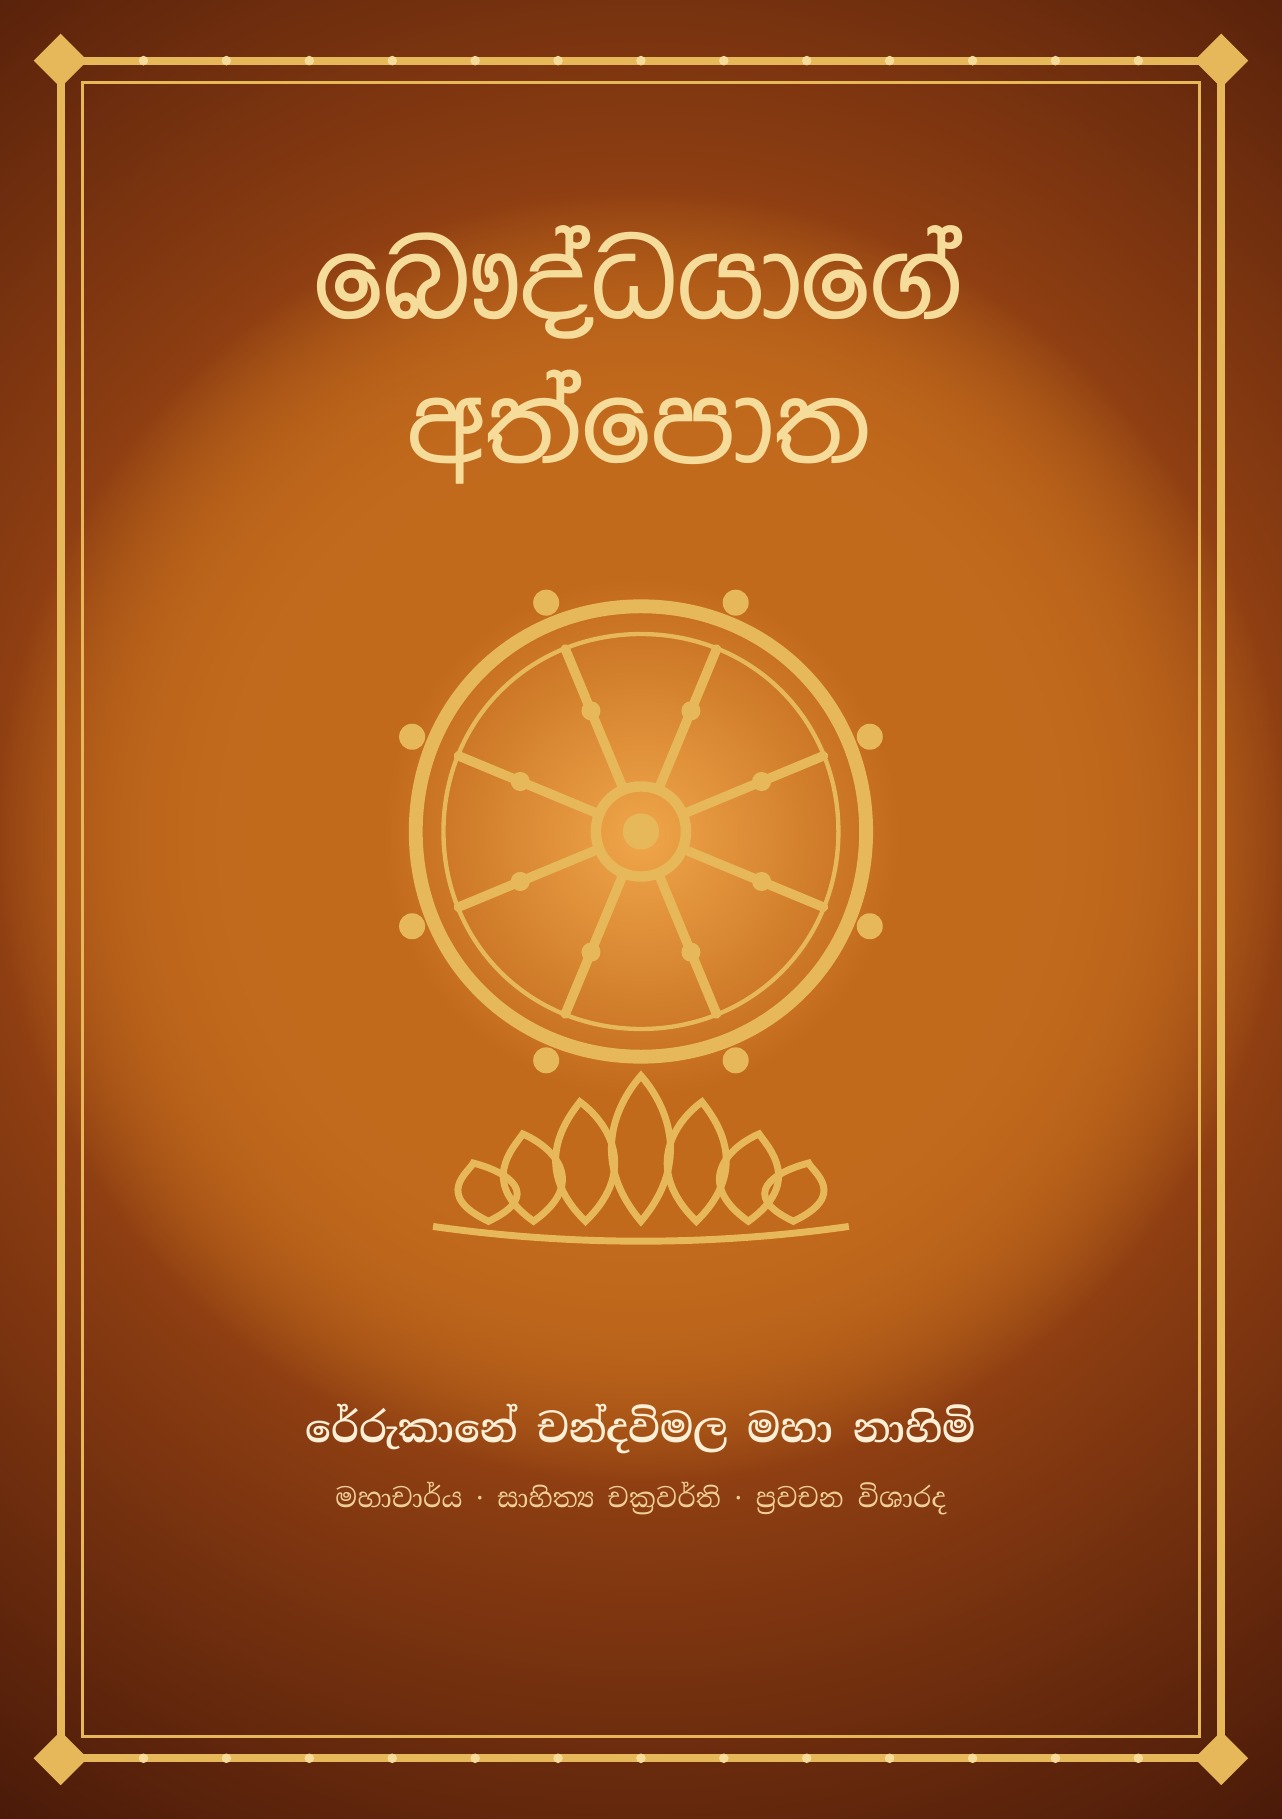 බෞද්ධයාගේ
අත්පොත
රේරුකානේ චන්දවිමල මහා නාහිමි
මහාචාර්ය · සාහිත්‍ය චක්‍රවර්ති · ප්‍රවචන විශාරද